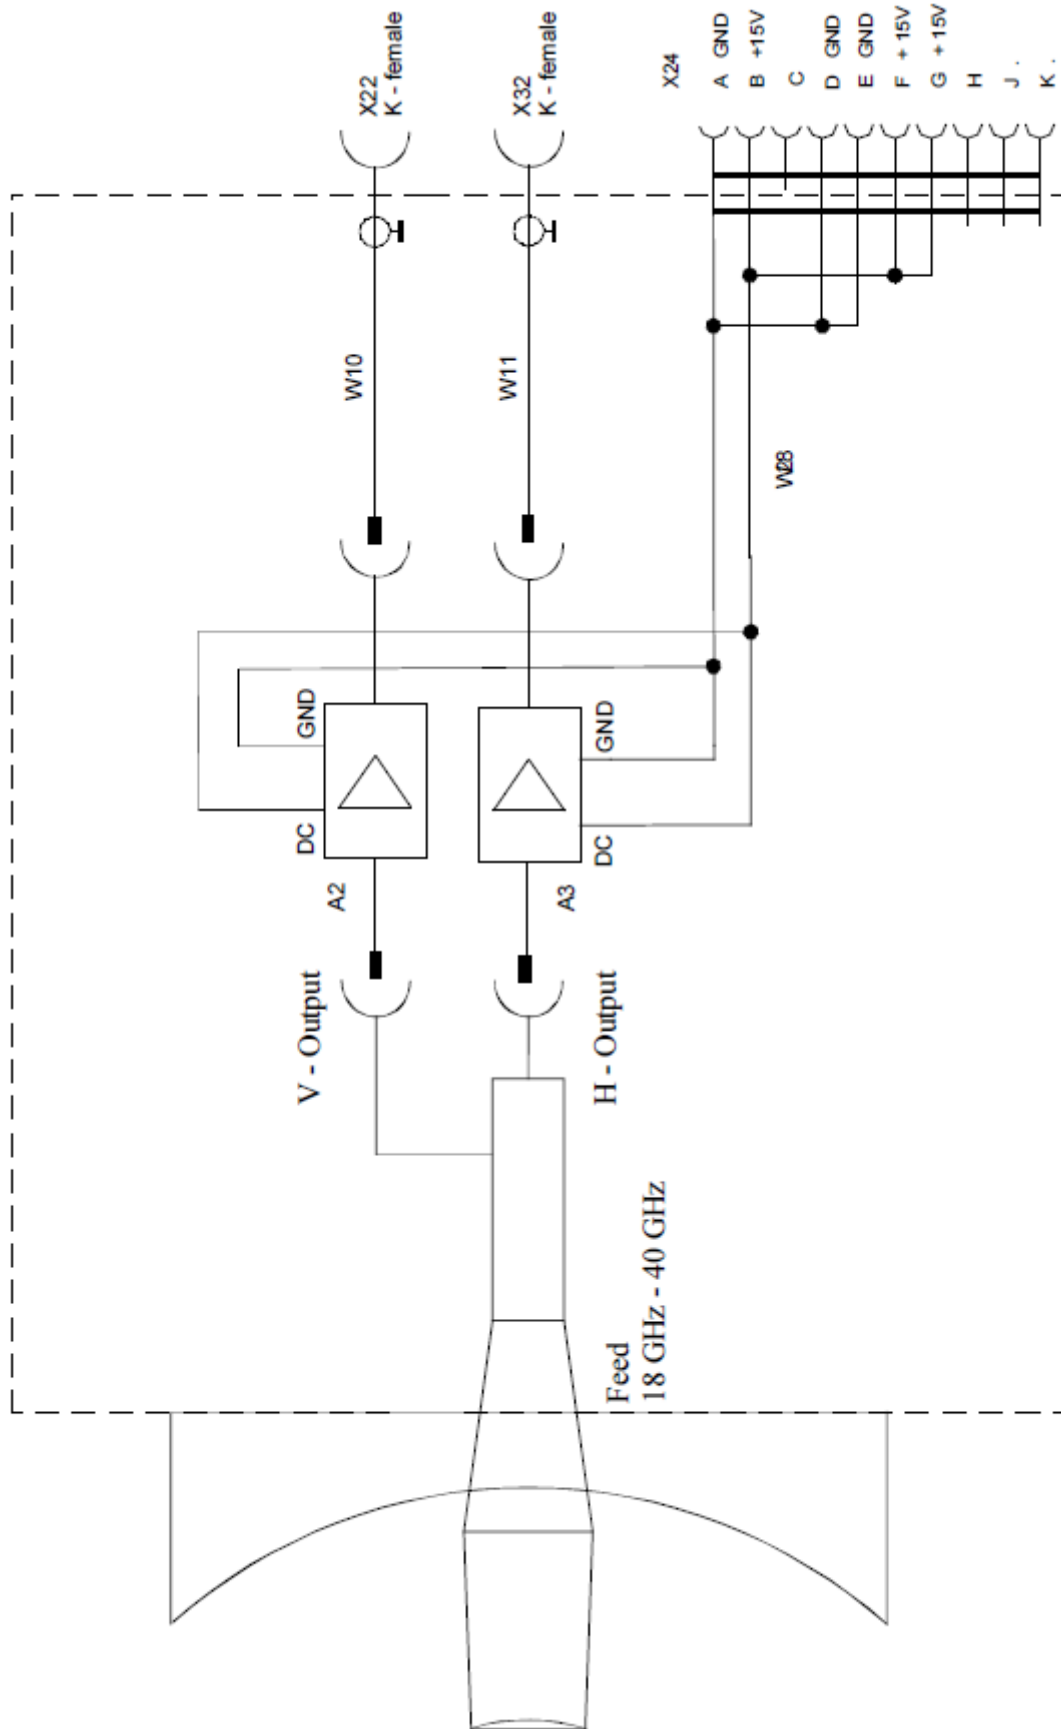 X22
K - female
X32
K - female
X24
A GND
B +15V
C
D GND
E GND
F +15V
G +15V
H
J .
K .
W10
W11
GND
DC
A2
GND
DC
A3
V - Output
H - Output
Feed
18 GHz - 40 GHz